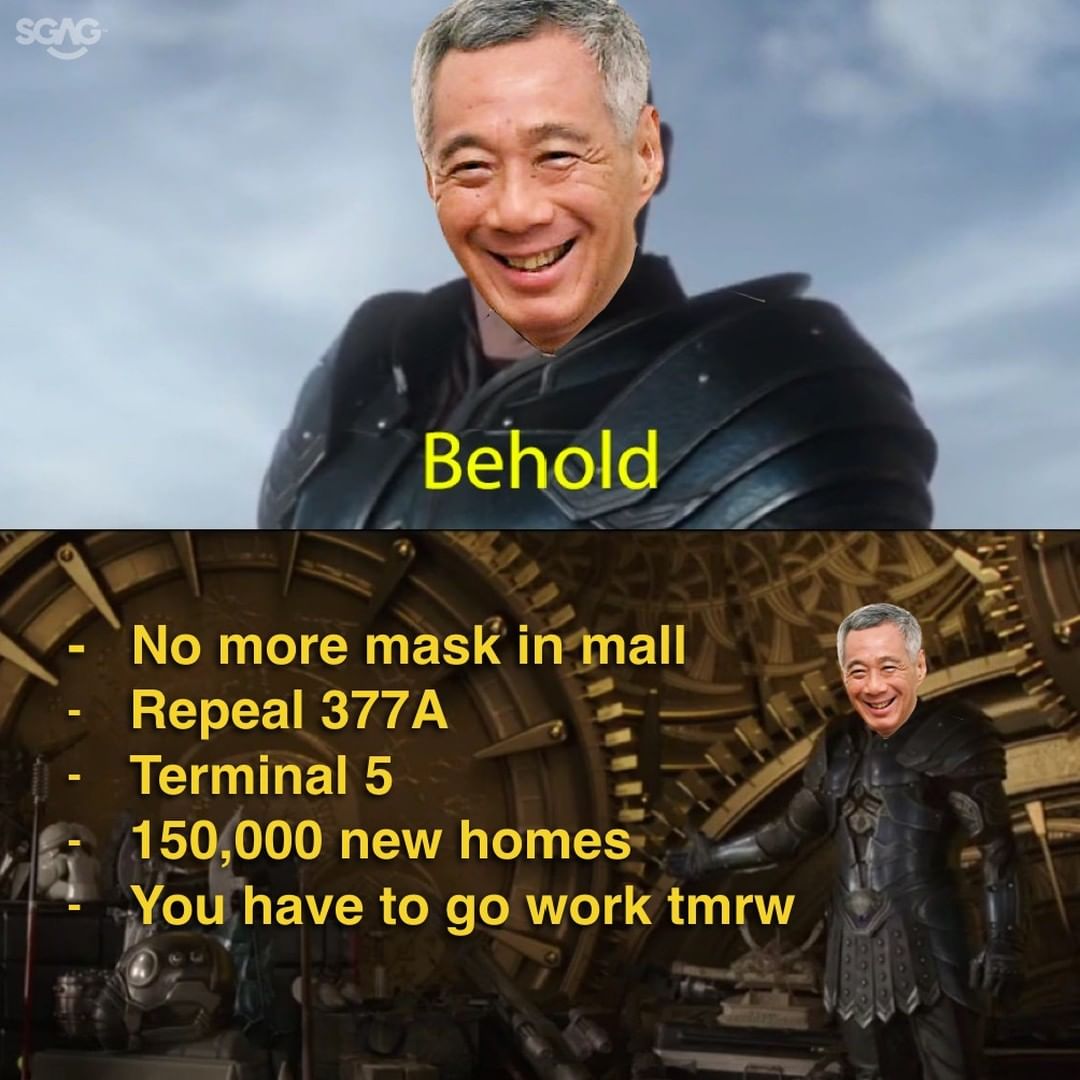 SGAG
Behold
- No more mask in mall
- Repeal 377A
- Terminal 5
- 150,000 new homes
- You have to go work tmrw